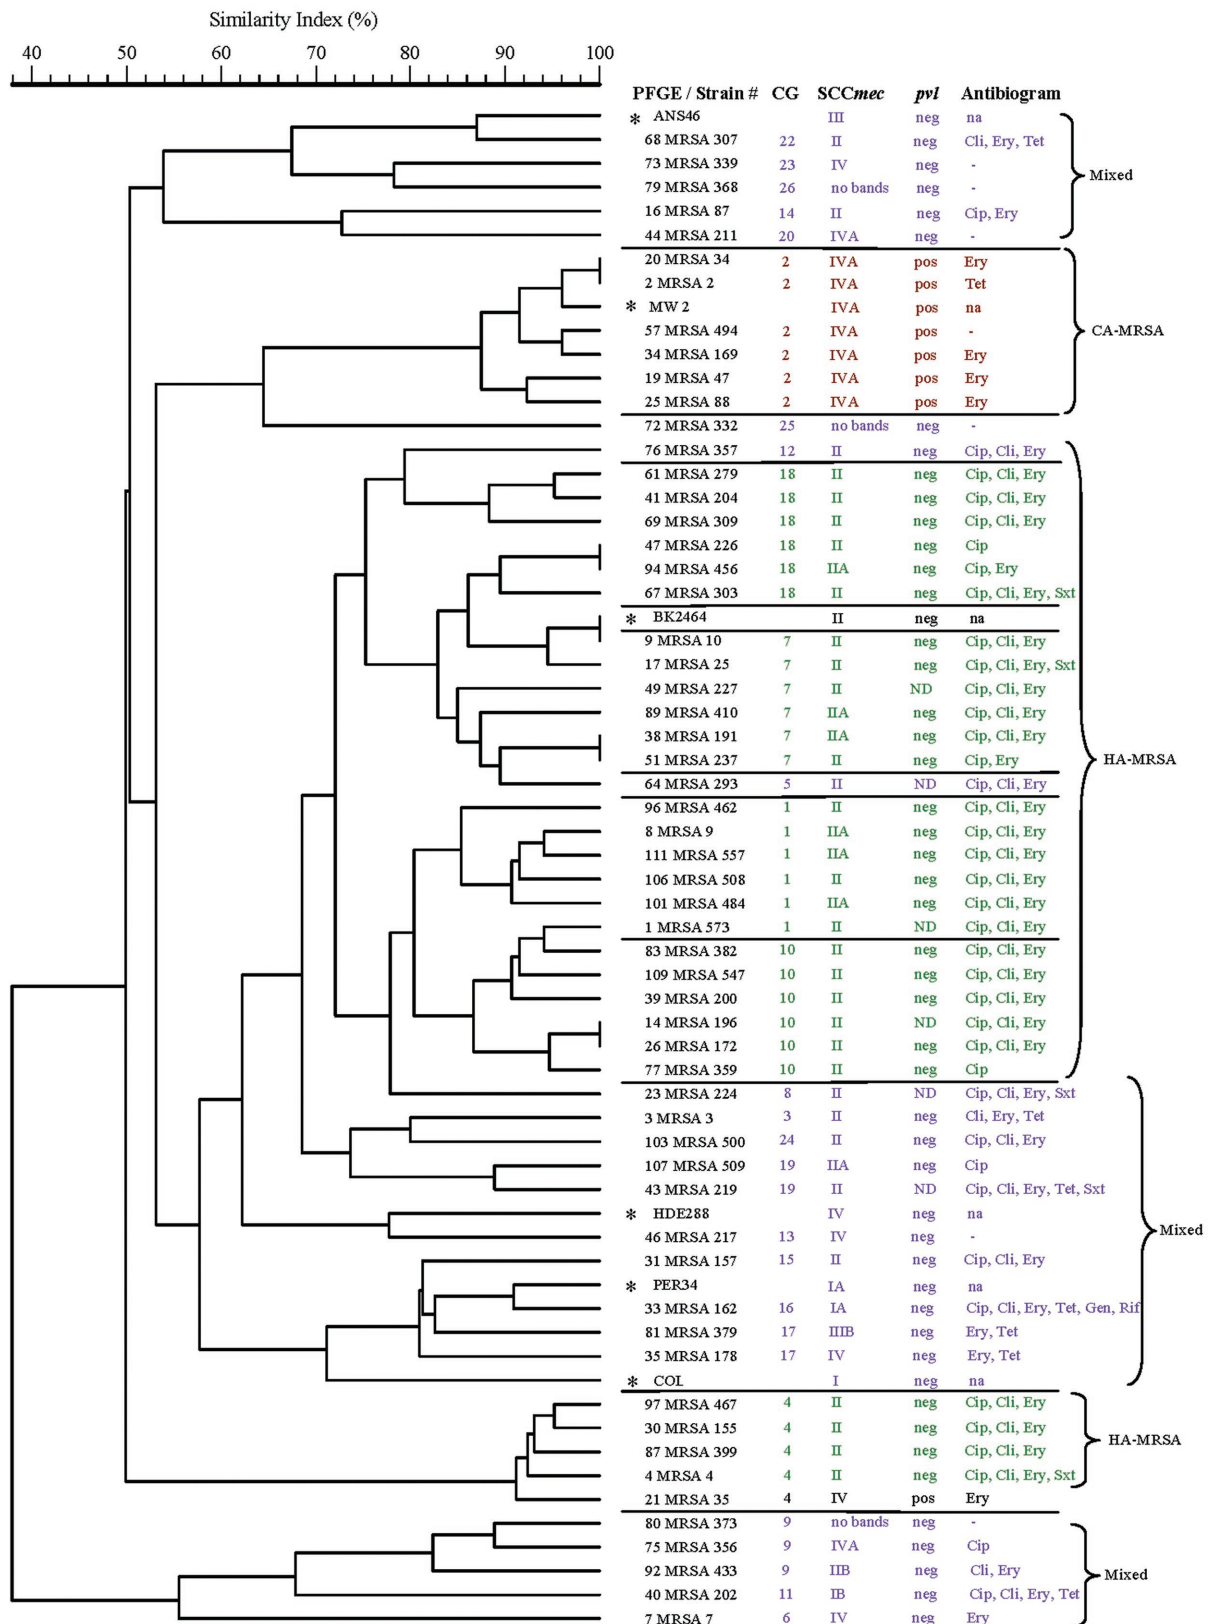 Similarity Index (%)
40 50 60 70 80 90 100
PFGE / Strain # CG SCCmec pvl Antibiogram
* ANS46 III neg na
68 MRSA 307 22 II neg Cli, Ery, Tet
73 MRSA 339 23 IV neg -
Mixed
79 MRSA 368 26 no bands neg -
16 MRSA 87 14 II neg Cip, Ery
44 MRSA 211 20 IVA neg -
20 MRSA 34 2 IVA pos Ery
2 MRSA 2 2 IVA pos Tet
* MW 2 IVA pos na
57 MRSA 494 2 IVA pos - CA-MRSA
34 MRSA 169 2 IVA pos Ery
19 MRSA 47 2 IVA pos Ery
25 MRSA 88 2 IVA pos Ery
72 MRSA 332 25 no bands neg -
76 MRSA 357 12 II neg Cip, Cli, Ery
61 MRSA 279 18 II neg Cip, Cli, Ery
41 MRSA 204 18 II neg Cip, Cli, Ery
69 MRSA 309 18 II neg Cip, Cli, Ery
47 MRSA 226 18 II neg Cip
94 MRSA 456 18 IIA neg Cip, Ery
67 MRSA 303 18 II neg Cip, Cli, Ery, Sxt
* BK2464 II neg na
9 MRSA 10 7 II neg Cip, Cli, Ery
17 MRSA 25 7 II neg Cip, Cli, Ery, Sxt
49 MRSA 227 7 II ND Cip, Cli, Ery
89 MRSA 410 7 IIA neg Cip, Cli, Ery
38 MRSA 191 7 IIA neg Cip, Cli, Ery
51 MRSA 237 7 II neg Cip, Ery HA-MRSA
64 MRSA 293 5 II ND Cip, Cli, Ery
96 MRSA 462 1 II neg Cip, Cli, Ery
8 MRSA 9 1 IIA neg Cip, Cli, Ery
111 MRSA 557 1 IIA neg Cip, Cli, Ery
106 MRSA 508 1 II neg Cip, Cli, Ery
101 MRSA 484 1 IIA neg Cip, Cli, Ery
1 MRSA 573 1 II ND Cip, Cli, Ery
83 MRSA 382 10 II neg Cip, Cli, Ery
109 MRSA 547 10 II neg Cip, Cli, Ery
39 MRSA 200 10 II neg Cip, Cli, Ery
14 MRSA 196 10 II ND Cip, Cli, Ery
26 MRSA 172 10 II neg Cip, Cli, Ery
77 MRSA 359 10 II neg Cip
23 MRSA 224 8 II ND Cip, Cli, Ery, Sxt
3 MRSA 3 3 II neg Cli, Ery, Tet
103 MRSA 500 24 II neg Cip, Cli, Ery
107 MRSA 509 19 IIA neg Cip
43 MRSA 219 19 II ND Cip, Cli, Ery, Tet, Sxt
* HDE288 IV neg na
Mixed
46 MRSA 217 13 IV neg -
31 MRSA 157 15 II neg Cip, Cli, Ery
* PER34 IA neg na
33 MRSA 162 16 IA neg Cip, Cli, Ery, Tet, Gen, Rif
81 MRSA 379 17 IIIB neg Ery, Tet
35 MRSA 178 17 IV neg Ery, Tet
* COL I neg na
97 MRSA 467 4 II neg Cip, Cli, Ery
30 MRSA 155 4 II neg Cip, Cli, Ery
HA-MRSA
87 MRSA 399 4 II neg Cip, Cli, Ery
4 MRSA 4 4 II neg Cip, Cli, Ery, Sxt
21 MRSA 35 4 IV pos Ery
80 MRSA 373 9 no bands neg -
75 MRSA 356 9 IVA neg Cip
92 MRSA 433 9 IIB neg Cli, Ery Mixed
40 MRSA 202 11 IB neg Cip, Cli, Ery, Tet
7 MRSA 7 6 IV neg Ery